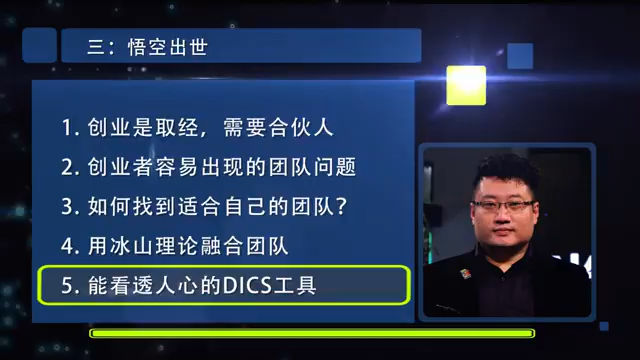 三：悟空出世
1. 创业是取经，需要合伙人
2. 创业者容易出现的团队问题
3. 如何找到适合自己的团队？
4. 用冰山理论融合团队
5. 能看透人心的DICS工具